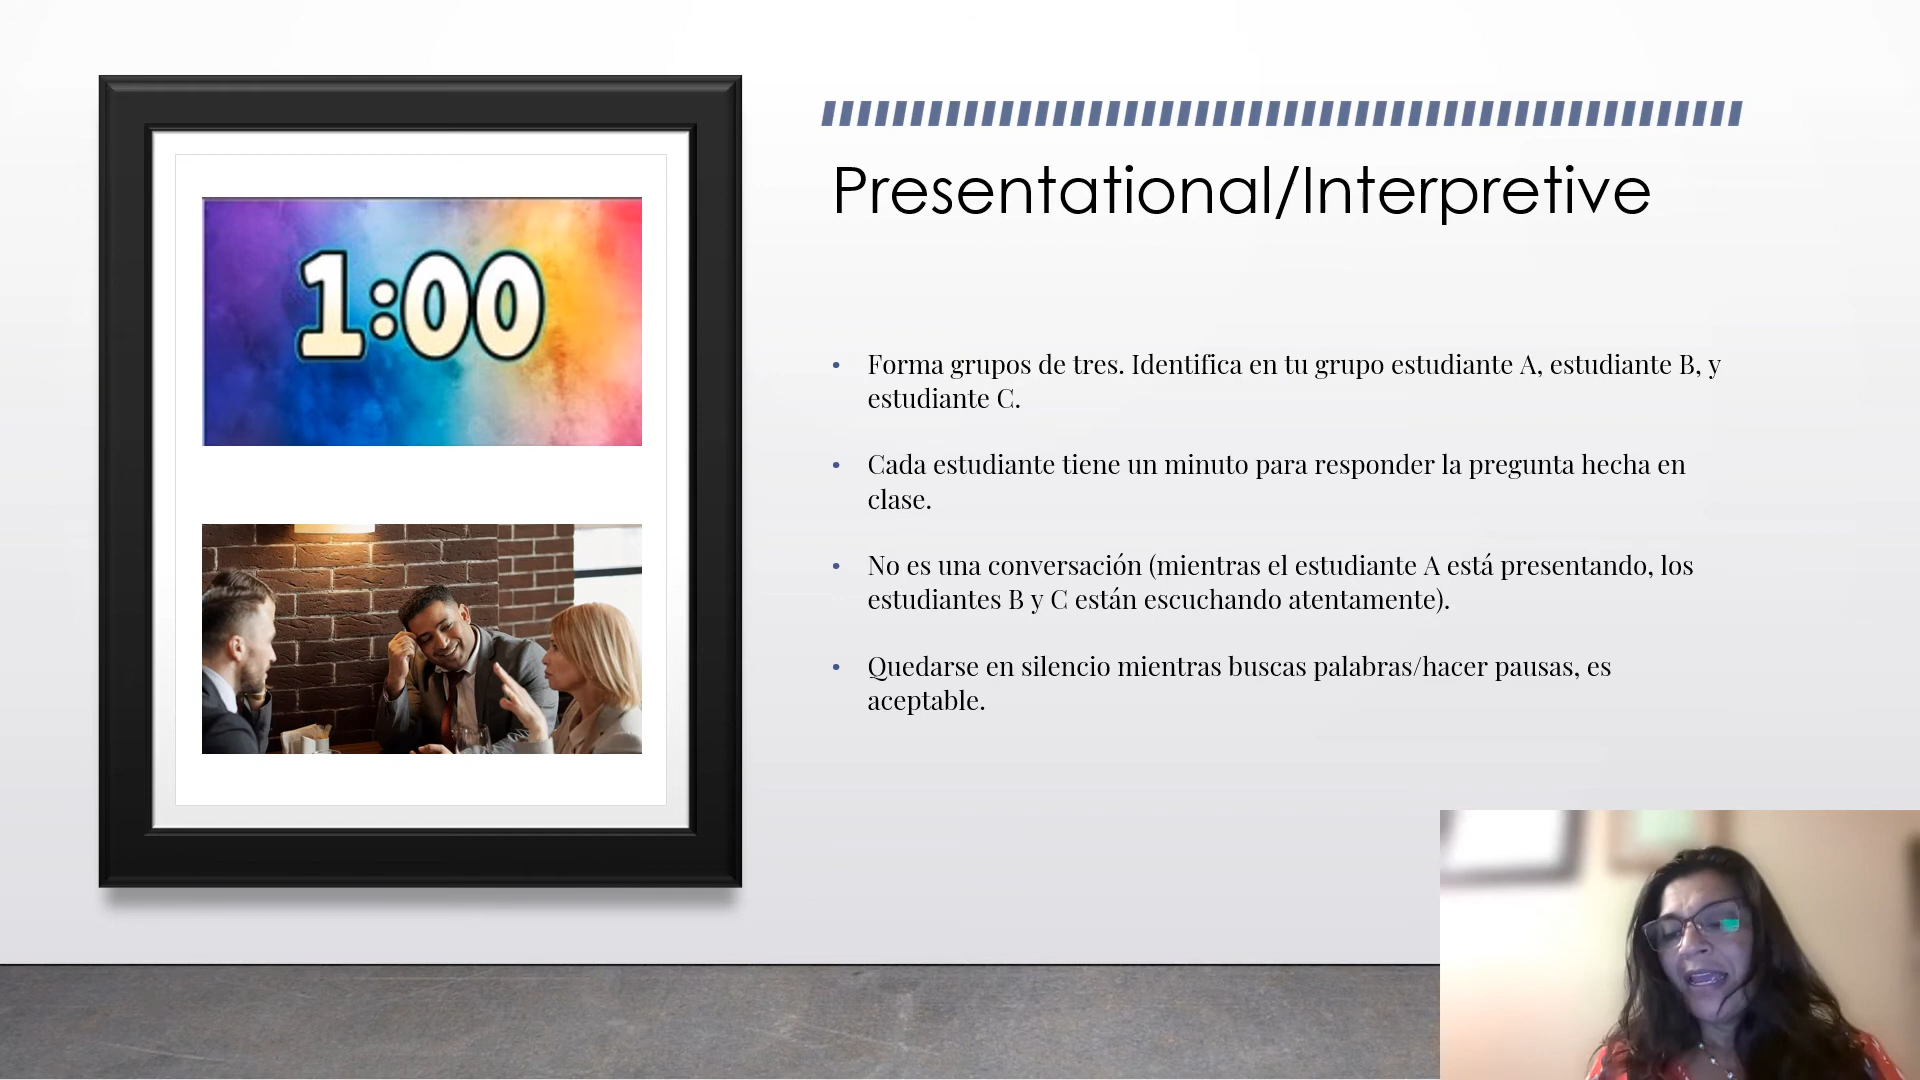 1:00
Presentational/Interpretive
• Forma grupos de tres. Identifica en tu grupo estudiante A, estudiante B, y
estudiante C.
• Cada estudiante tiene un minuto para responder la pregunta hecha en
clase.
• No es una conversación (mientras el estudiante A está presentando, los
estudiantes B y C están escuchando atentamente).
• Quedarse en silencio mientras buscas palabras/hacer pausas, es
aceptable.